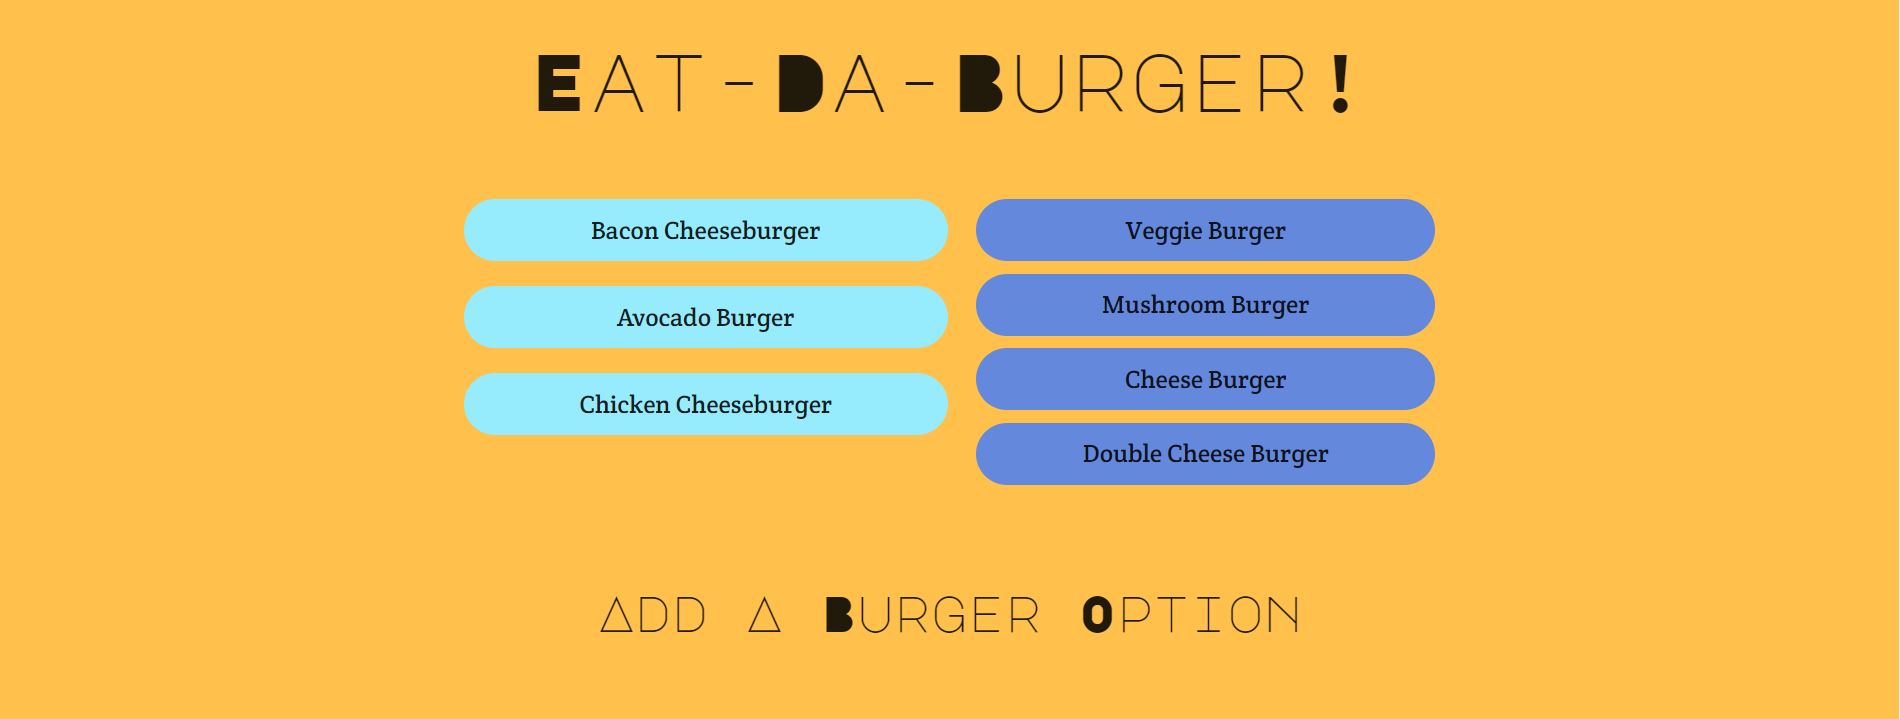 Eat-Da-Burger!
Bacon Cheeseburger
Avocado Burger
Chicken Cheeseburger
Veggie Burger
Mushroom Burger
Cheese Burger
Double Cheese Burger
Add A Burger Option